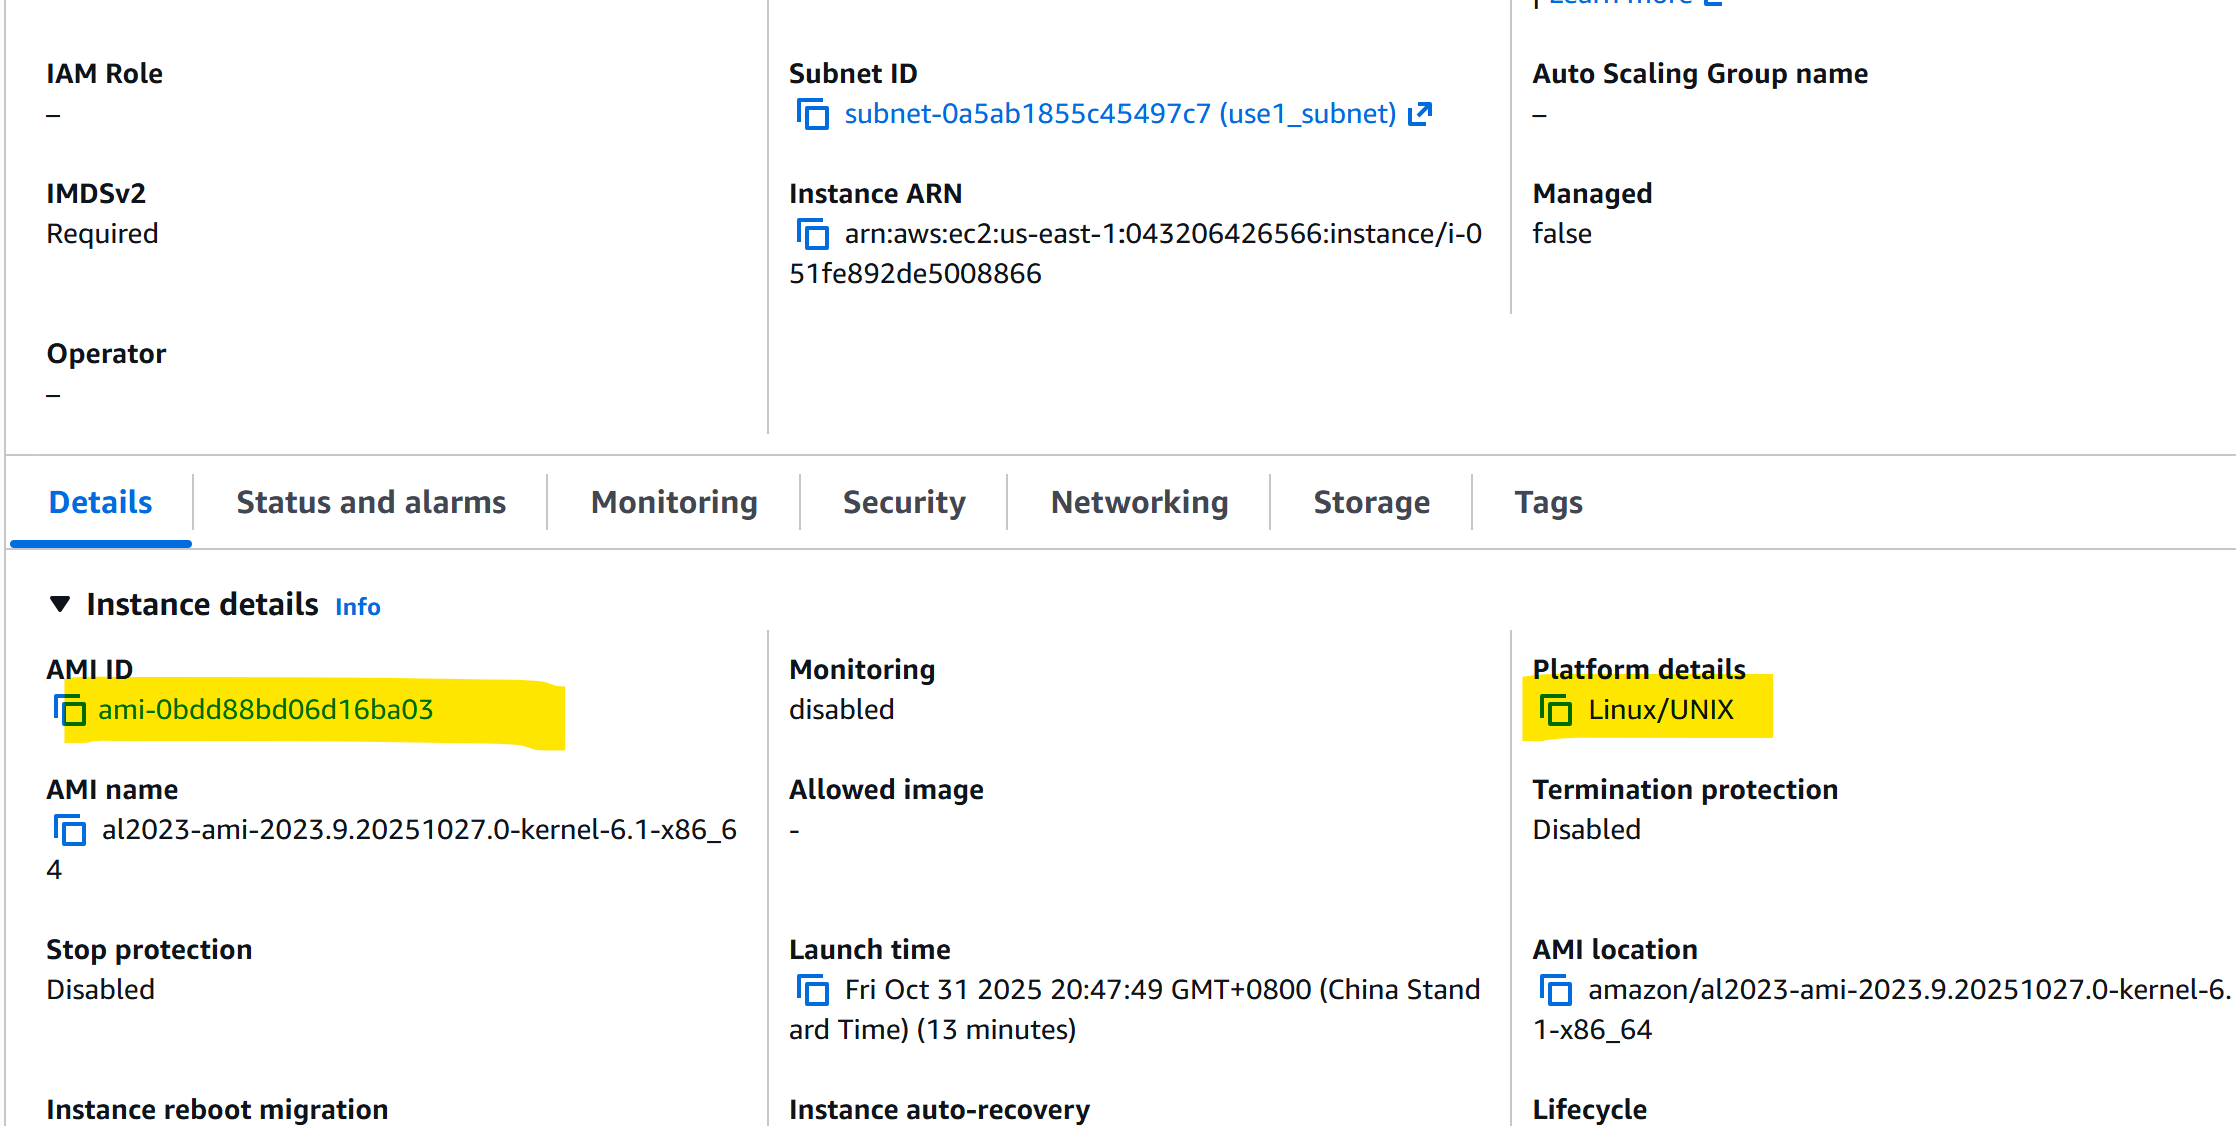 | Learn more
IAM Role
–
Subnet ID
subnet-0a5ab1855c45497c7 (use1_subnet)
Auto Scaling Group name
–
IMDSv2
Required
Instance ARN
arn:aws:ec2:us-east-1:043206426566:instance/i-0
51fe892de5008866
Managed
false
Operator
–
Details
Status and alarms
Monitoring
Security
Networking
Storage
Tags
Instance details Info
AMI ID
ami-0bdd88bd06d16ba03
Monitoring
disabled
Platform details
Linux/UNIX
AMI name
al2023-ami-2023.9.20251027.0-kernel-6.1-x86_6
4
Allowed image
-
Termination protection
Disabled
Stop protection
Disabled
Launch time
Fri Oct 31 2025 20:47:49 GMT+0800 (China Stand
ard Time) (13 minutes)
AMI location
amazon/al2023-ami-2023.9.20251027.0-kernel-6.
1-x86_64
Instance reboot migration
Instance auto-recovery
Lifecycle